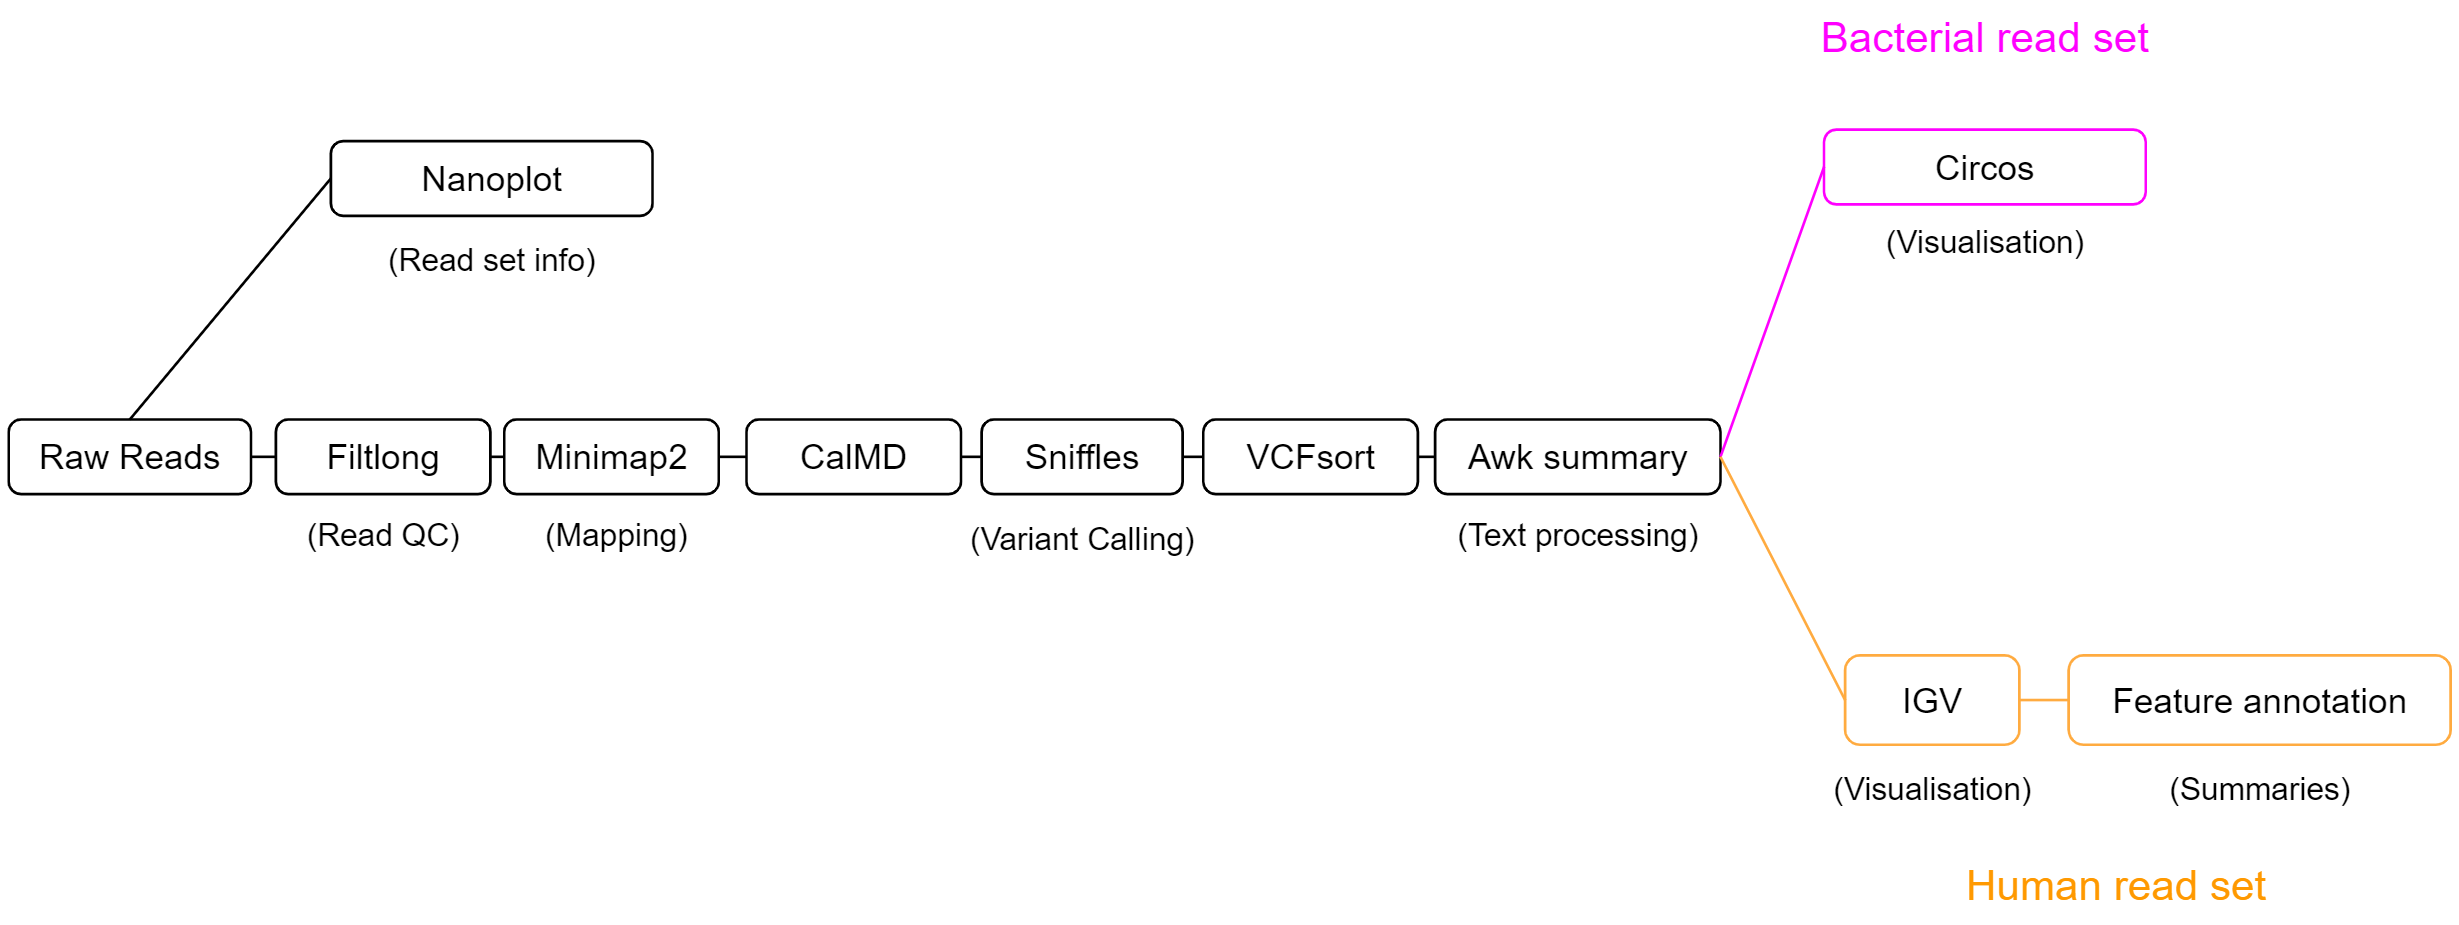 Bacterial read set
Nanoplot
(Read set info)
Circos
(Visualisation)
Raw Reads
Filtlong
(Read QC)
Minimap2
(Mapping)
CalMD
Sniffles
(Variant Calling)
VCFsort
Awk summary
(Text processing)
IGV
(Visualisation)
Feature annotation
(Summaries)
Human read set